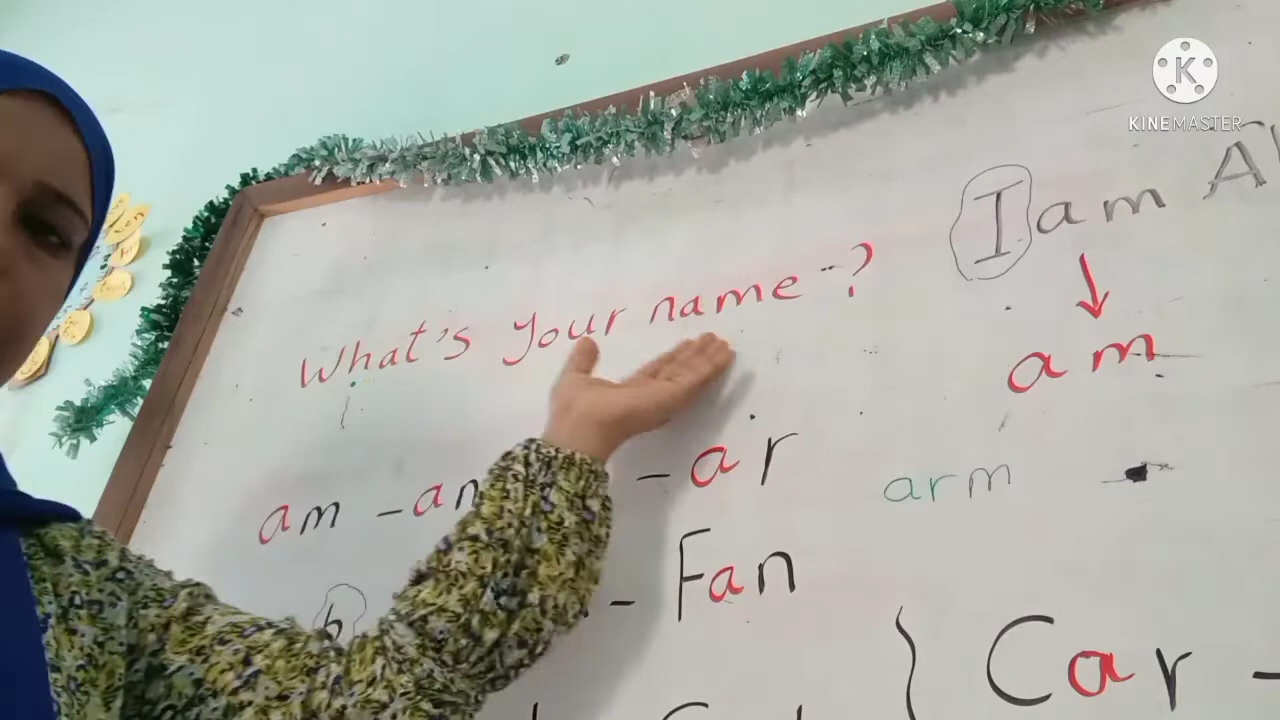 KINEMASTER
I am
What's your name ?
am
am - an - ar
arm
- Fan
Car -